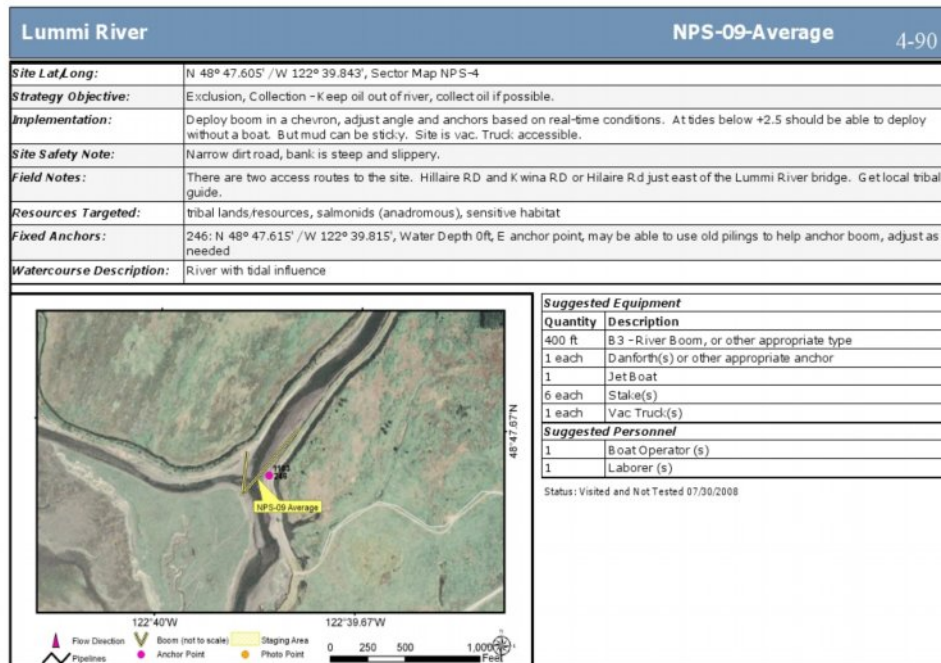 Lummi River
NPS-09-Average
4-90
Site Lat/Long: N 48º 47.605' / W 122º 39.843', Sector Map NPS-4
Strategy Objective: Exclusion, Collection - Keep oil out of river, collect oil if possible.
Implementation: Deploy boom in a chevron, adjust angle and anchors based on real-time conditions. At tides below +2.5 should be able to deploy
without a boat. But mud can be sticky. Site is vac. Truck accessible.
Site Safety Note: Narrow dirt road, bank is steep and slippery.
Field Notes: There are two access routes to the site. Hillaire RD and Kwina RD or Hilaire Rd just east of the Lummi River bridge. Get local tribal
guide.
Resources Targeted: tribal lands/resources, salmonids (anadromous), sensitive habitat
Fixed Anchors: 246: N 48º 47.615' / W 122º 39.815', Water Depth 0ft, E anchor point, may be able to use old pilings to help anchor boom, adjust as
needed
Watercourse Description: River with tidal influence
NPS-09 Average
48°47.67'N
122°40'W
122°39.67'W
Flow Direction
Boom (not to scale)
Staging Area
Pipelines
Anchor Point
Photo Point
0 250 500 1,000
Feet
Suggested Equipment
Quantity Description
400 ft B3 - River Boom, or other appropriate type
1 each Danforth(s) or other appropriate anchor
1 Jet Boat
6 each Stake(s)
1 each Vac Truck(s)
Suggested Personnel
1 Boat Operator (s)
1 Laborer (s)
Status: Visited and Not Tested 07/30/2008